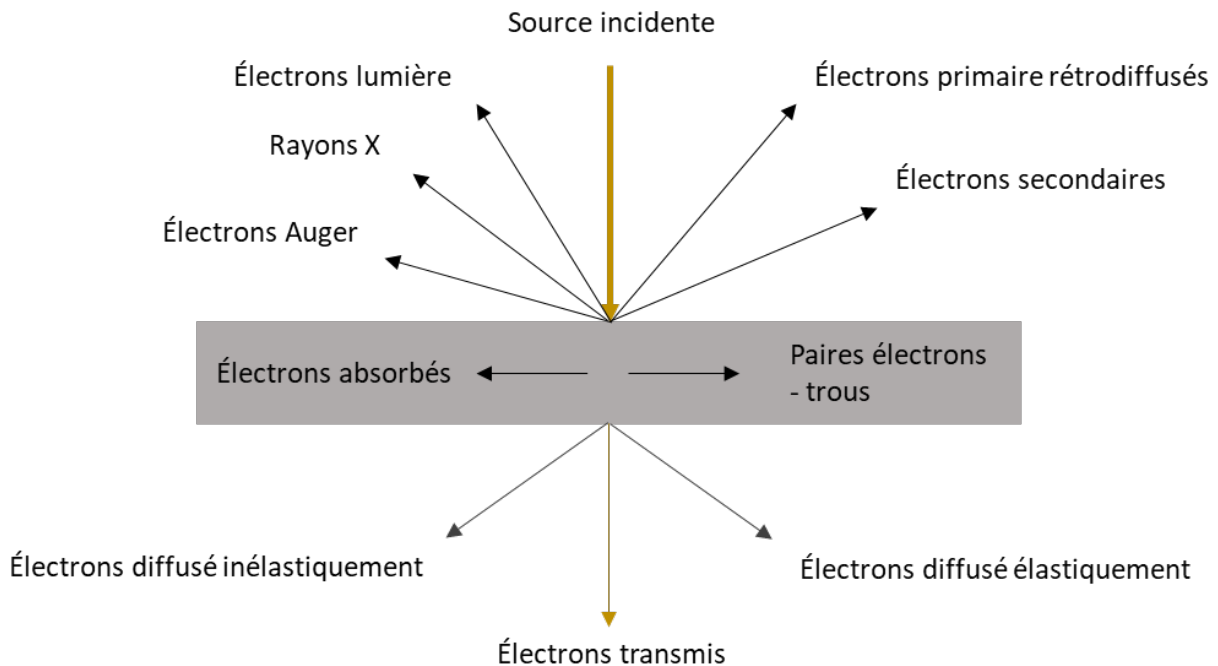 Source incidente
Électrons lumière
Électrons primaire rétrodiffusés
Rayons X
Électrons secondaires
Électrons Auger
Électrons absorbés
Paires électrons
- trous
Électrons diffusé inélastiquement
Électrons diffusé élastiquement
Électrons transmis